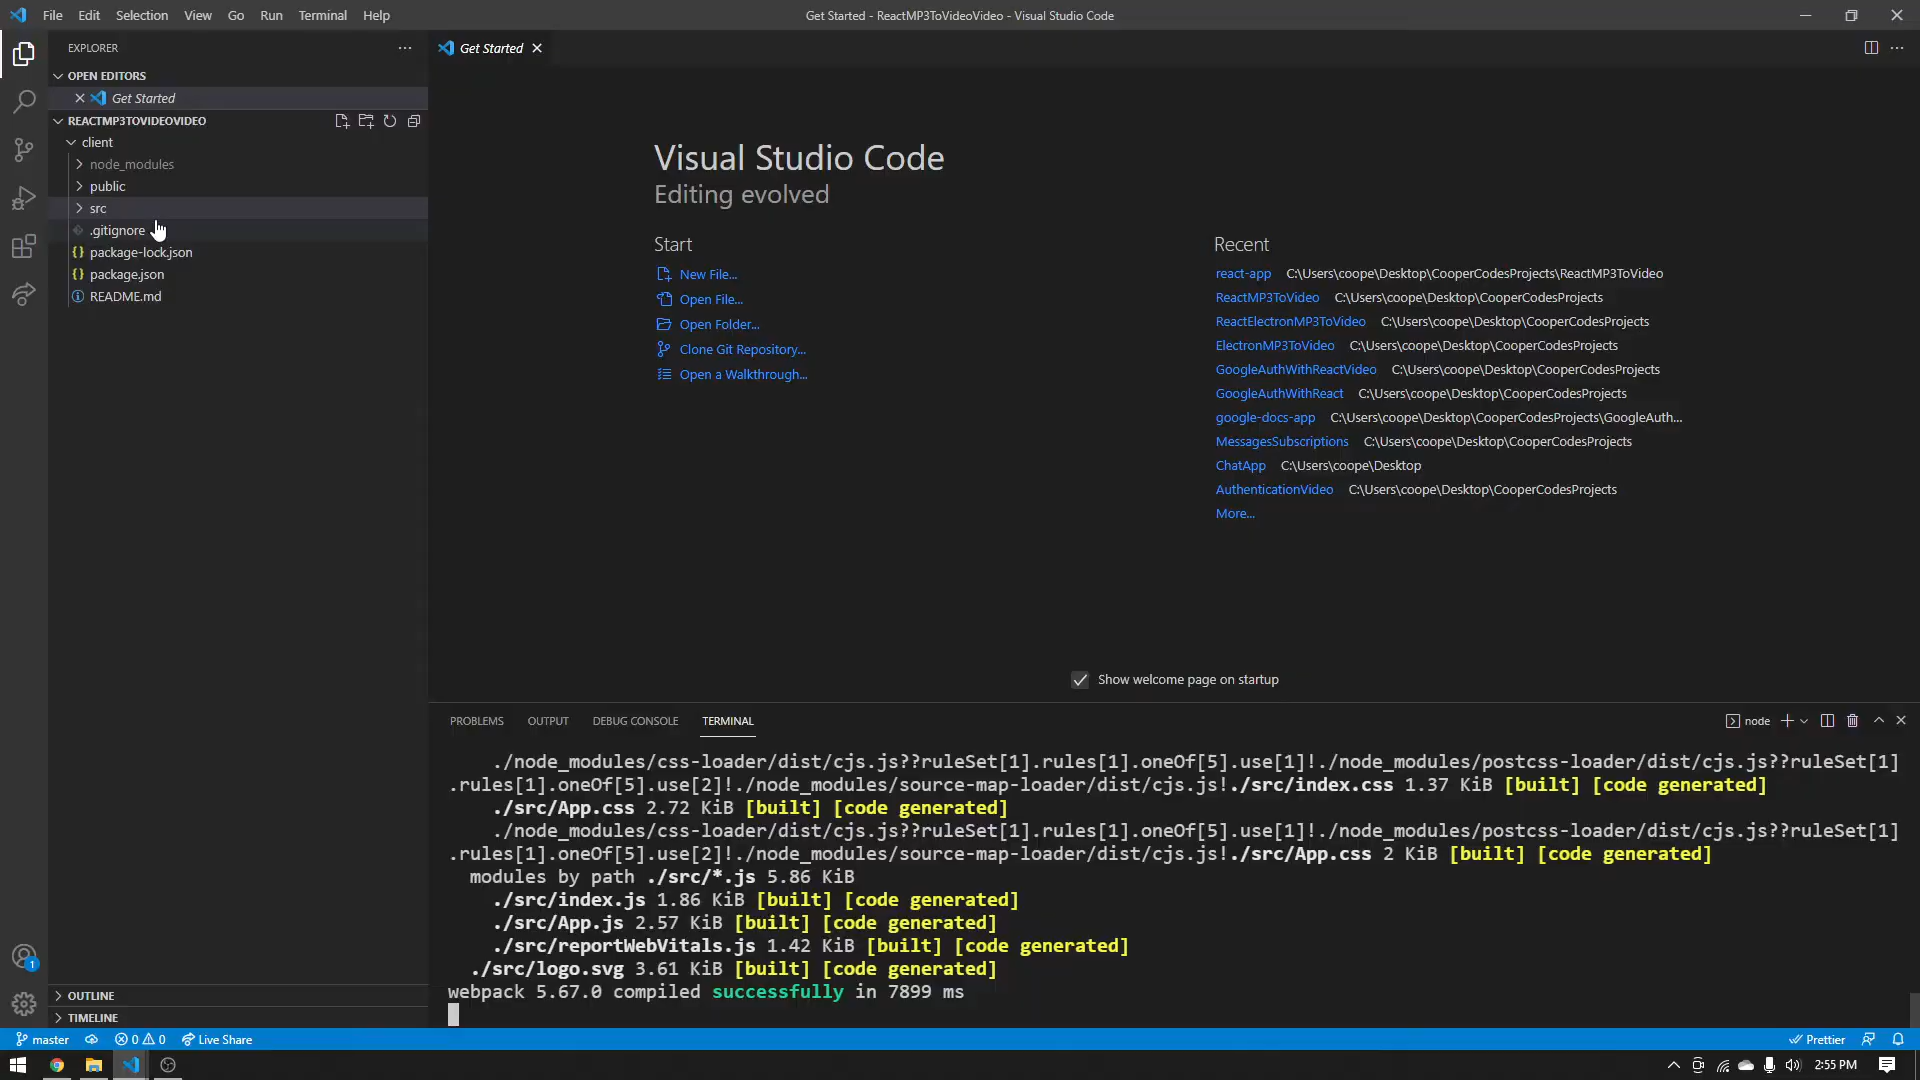 File Edit Selection View Go Run Terminal Help
Get Started - ReactMP3ToVideoVideo - Visual Studio Code
EXPLORER
OPEN EDITORS
Get Started
REACTMP3TOVIDEOVIDEO
client
node_modules
public
src
.gitignore
package-lock.json
package.json
README.md
OUTLINE
TIMELINE
Get Started
Visual Studio Code
Editing evolved
Start
New File...
Open File...
Open Folder...
Clone Git Repository...
Open a Walkthrough...
Recent
react-app C:\Users\coope\Desktop\CooperCodesProjects\ReactMP3ToVideo
ReactMP3ToVideo C:\Users\coope\Desktop\CooperCodesProjects
ReactElectronMP3ToVideo C:\Users\coope\Desktop\CooperCodesProjects
ElectronMP3ToVideo C:\Users\coope\Desktop\CooperCodesProjects
GoogleAuthWithReactVideo C:\Users\coope\Desktop\CooperCodesProjects
GoogleAuthWithReact C:\Users\coope\Desktop\CooperCodesProjects
google-docs-app C:\Users\coope\Desktop\CooperCodesProjects\GoogleAuth...
MessagesSubscriptions C:\Users\coope\Desktop\CooperCodesProjects
ChatApp C:\Users\coope\Desktop
AuthenticationVideo C:\Users\coope\Desktop\CooperCodesProjects
More...
Show welcome page on startup
PROBLEMS OUTPUT DEBUG CONSOLE TERMINAL
node
./node_modules/css-loader/dist/cjs.js??ruleSet[1].rules[1].oneOf[5].use[1]!./node_modules/postcss-loader/dist/cjs.js??ruleSet[1]
.rules[1].oneOf[5].use[2]!./node_modules/source-map-loader/dist/cjs.js!./src/index.css 1.37 KiB [built] [code generated]
./src/App.css 2.72 KiB [built] [code generated]
./node_modules/css-loader/dist/cjs.js??ruleSet[1].rules[1].oneOf[5].use[1]!./node_modules/postcss-loader/dist/cjs.js??ruleSet[1]
.rules[1].oneOf[5].use[2]!./node_modules/source-map-loader/dist/cjs.js!./src/App.css 2 KiB [built] [code generated]
modules by path ./src/*.js 5.86 KiB
./src/index.js 1.86 KiB [built] [code generated]
./src/App.js 2.57 KiB [built] [code generated]
./src/reportWebVitals.js 1.42 KiB [built] [code generated]
./src/logo.svg 3.61 KiB [built] [code generated]
webpack 5.67.0 compiled successfully in 7899 ms
1
master 0 0 Live Share
Prettier
2:55 PM